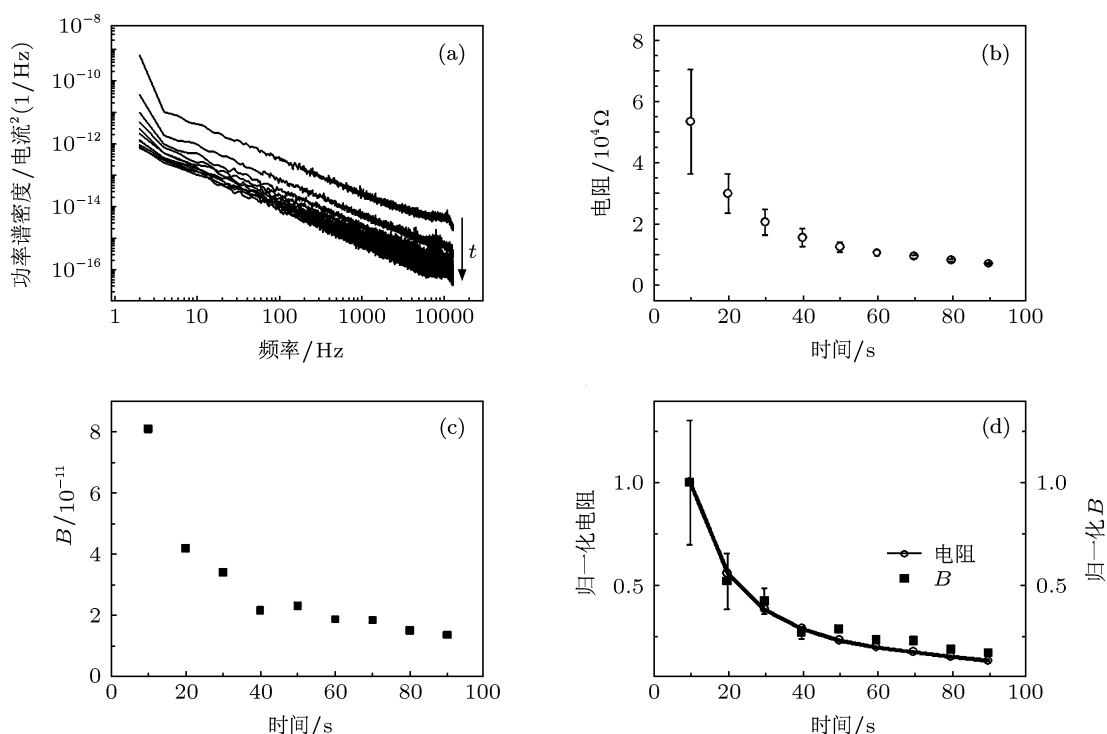 (a)
功率谱密度/电流²(1/Hz)
10⁻⁸
10⁻¹⁰
10⁻¹²
10⁻¹⁴
10⁻¹⁶
t
1 10 100 1000 10000
频率/Hz
(b)
电阻/10⁴Ω
8
6
4
2
0
0 20 40 60 80 100
时间/s
(c)
B/10⁻¹¹
8
6
4
2
0
0 20 40 60 80 100
时间/s
(d)
归一化电阻
1.0
0.5
电阻
B
1.0
0.5
归一化B
0 20 40 60 80 100
时间/s